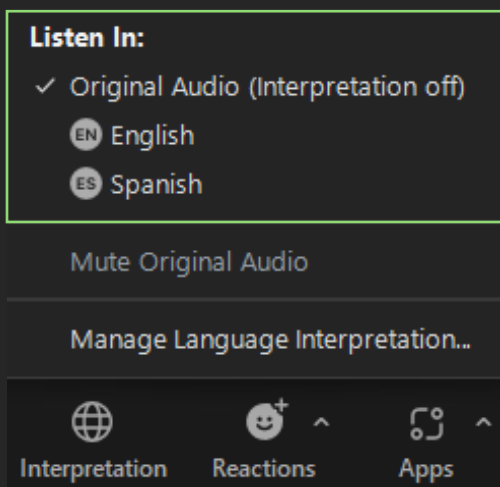 Listen In:
✓ Original Audio (Interpretation off)
EN English
ES Spanish
Mute Original Audio
Manage Language Interpretation...
Interpretation Reactions Apps